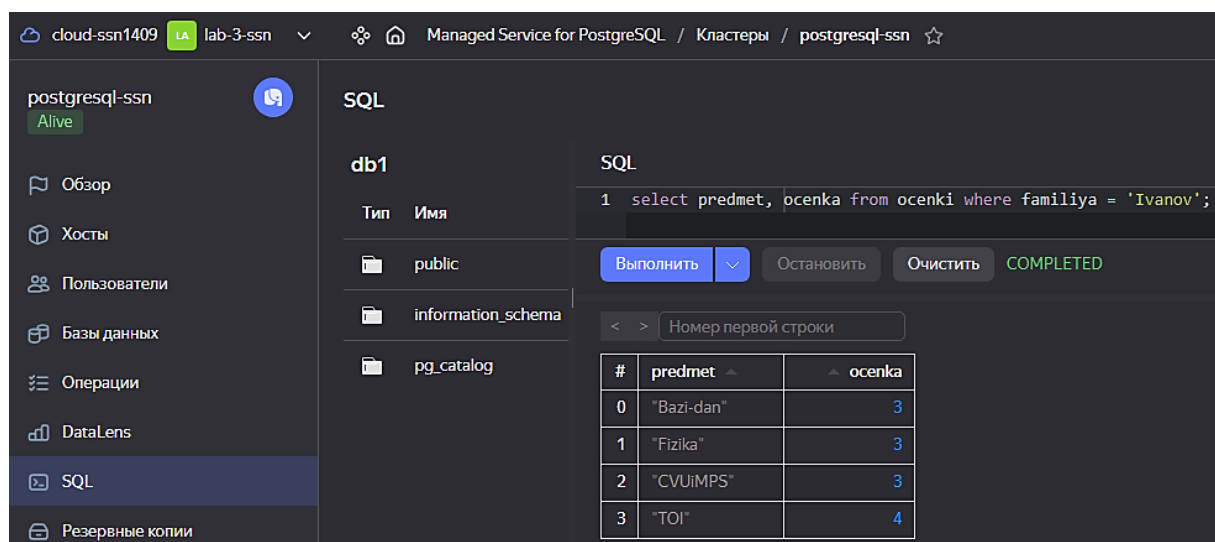 cloud-ssn1409 LA lab-3-ssn Managed Service for PostgreSQL / Кластеры / postgresql-ssn
postgresql-ssn
Alive
Обзор
Хосты
Пользователи
Базы данных
Операции
DataLens
SQL
Резервные копии
SQL
db1
Тип Имя
public
information_schema
pg_catalog
SQL
1 select predmet, ocenka from ocenki where familiya = 'Ivanov';
Выполнить Остановить Очистить COMPLETED
< > Номер первой строки
# predmet ocenka
0 "Bazi-dan" 3
1 "Fizika" 3
2 "CVUiMPS" 3
3 "TOI" 4